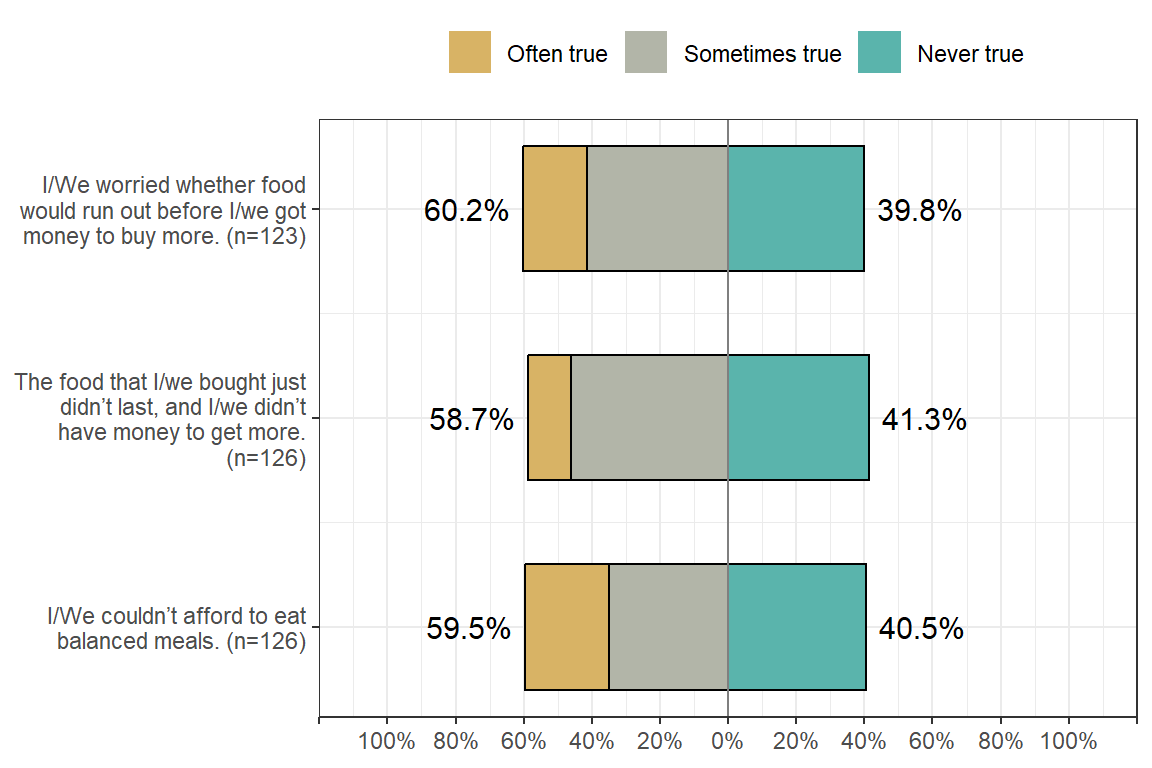 Often true
Sometimes true
Never true
I/We worried whether food
would run out before I/we got
money to buy more. (n=123)
60.2%
39.8%
The food that I/we bought just
didn’t last, and I/we didn’t
have money to get more.
(n=126)
58.7%
41.3%
I/We couldn’t afford to eat
balanced meals. (n=126)
59.5%
40.5%
100% 80% 60% 40% 20% 0% 20% 40% 60% 80% 100%